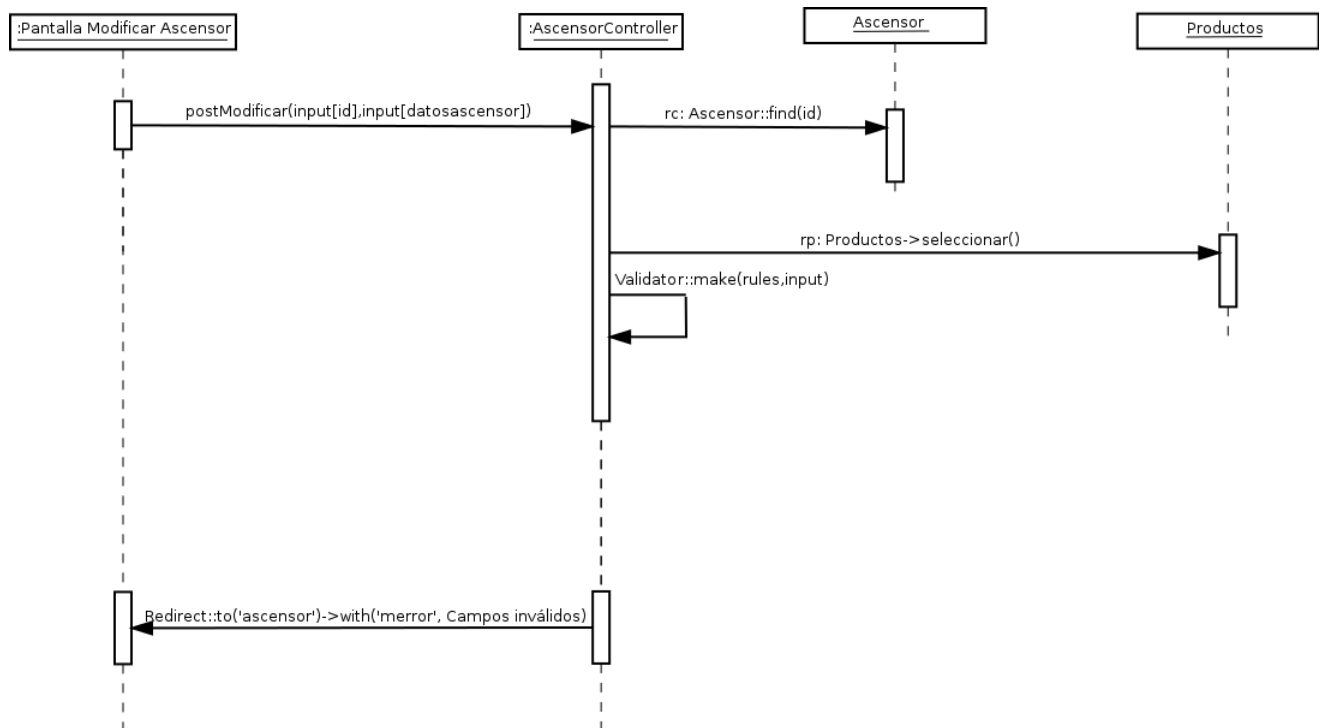 :Pantalla Modificar Ascensor
:AscensorController
Ascensor
Productos
postModificar(input[id],input[datosascensor])
rc: Ascensor::find(id)
rp: Productos->seleccionar()
Validator::make(rules,input)
Redirect::to('ascensor')->with('merror', Campos inválidos)